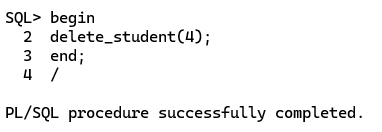 SQL> begin
  2  delete_student(4);
  3  end;
  4  /
PL/SQL procedure successfully completed.